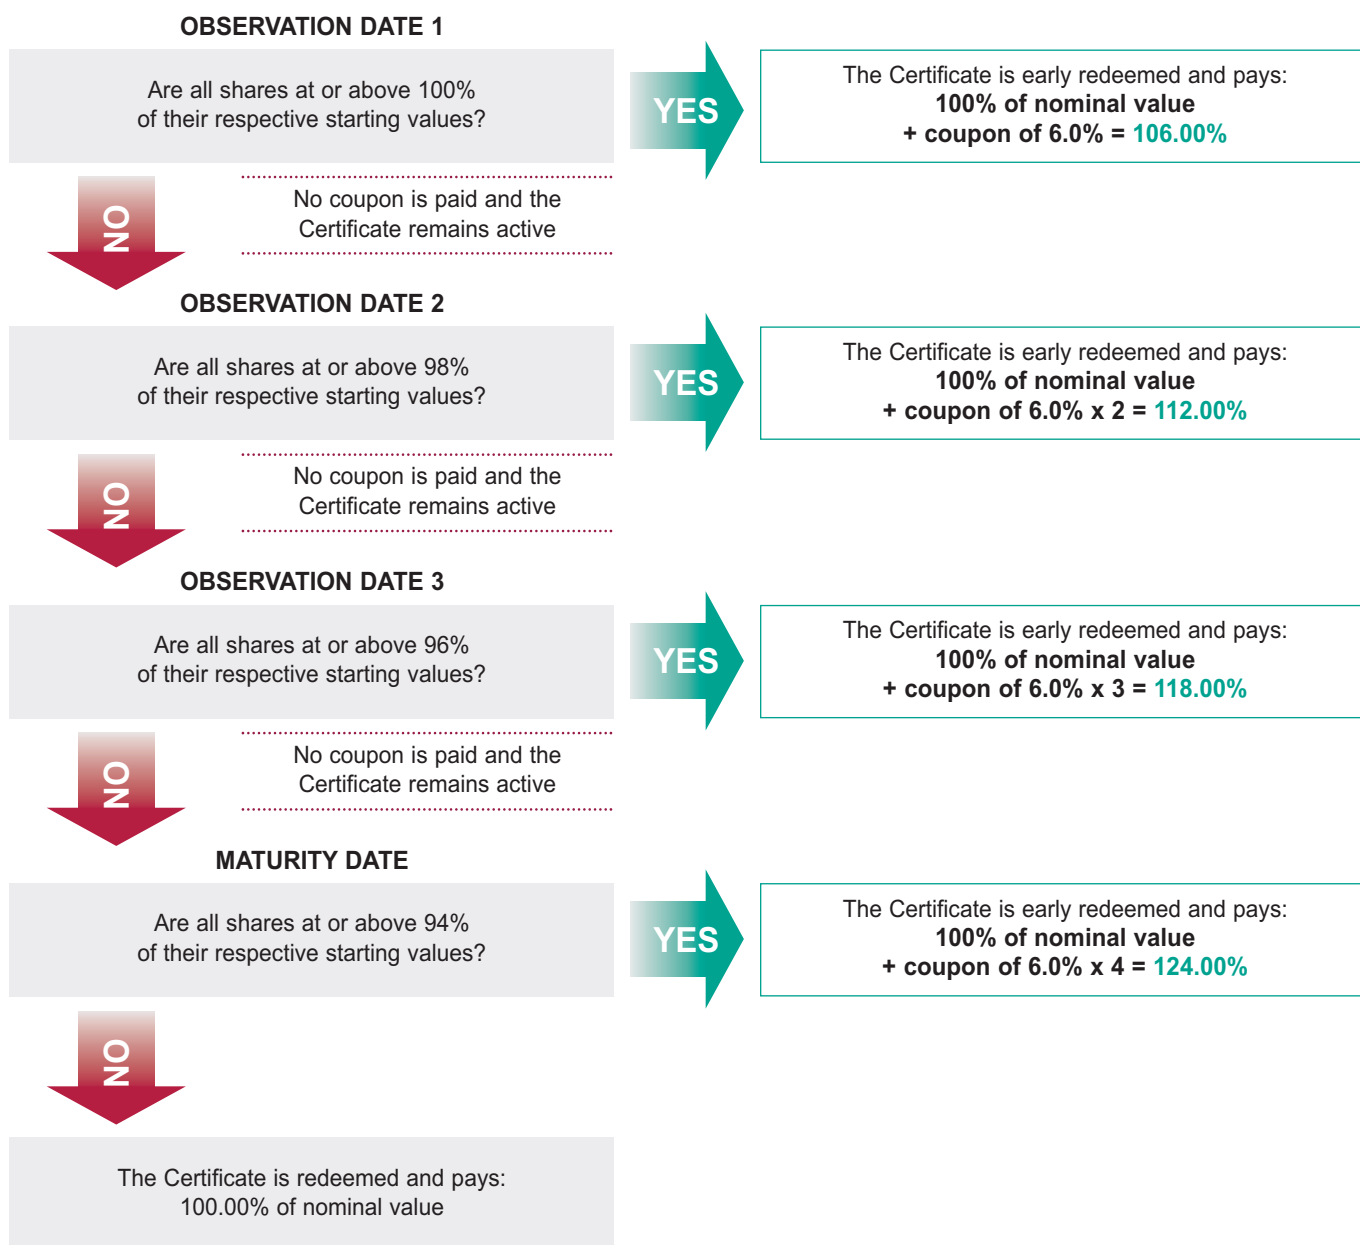 OBSERVATION DATE 1
Are all shares at or above 100%
of their respective starting values?
YES
The Certificate is early redeemed and pays:
100% of nominal value
+ coupon of 6.0% = 106.00%
NO
No coupon is paid and the
Certificate remains active
OBSERVATION DATE 2
Are all shares at or above 98%
of their respective starting values?
YES
The Certificate is early redeemed and pays:
100% of nominal value
+ coupon of 6.0% x 2 = 112.00%
NO
No coupon is paid and the
Certificate remains active
OBSERVATION DATE 3
Are all shares at or above 96%
of their respective starting values?
YES
The Certificate is early redeemed and pays:
100% of nominal value
+ coupon of 6.0% x 3 = 118.00%
NO
No coupon is paid and the
Certificate remains active
MATURITY DATE
Are all shares at or above 94%
of their respective starting values?
YES
The Certificate is early redeemed and pays:
100% of nominal value
+ coupon of 6.0% x 4 = 124.00%
NO
The Certificate is redeemed and pays:
100.00% of nominal value